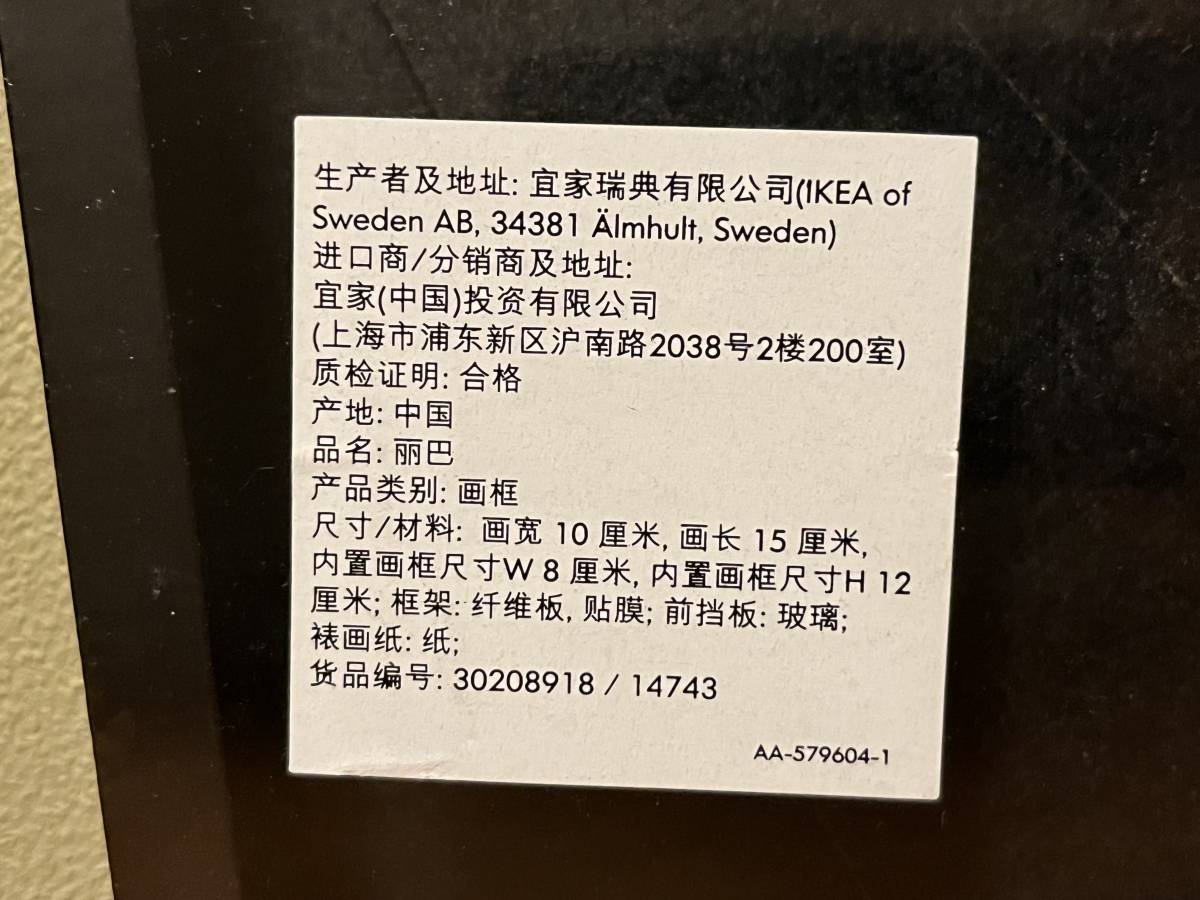 生产者及地址: 宜家瑞典有限公司(IKEA of
Sweden AB, 34381 Älmhult, Sweden)
进口商/分销商及地址:
宜家(中国)投资有限公司
(上海市浦东新区沪南路2038号2楼200室)
质检证明: 合格
产地: 中国
品名: 丽巴
产品类别: 画框
尺寸/材料: 画宽 10 厘米, 画长 15 厘米,
内置画框尺寸W 8 厘米, 内置画框尺寸H 12
厘米; 框架: 纤维板, 贴膜; 前挡板: 玻璃;
裱画纸: 纸;
货品编号: 30208918 / 14743
AA-579604-1